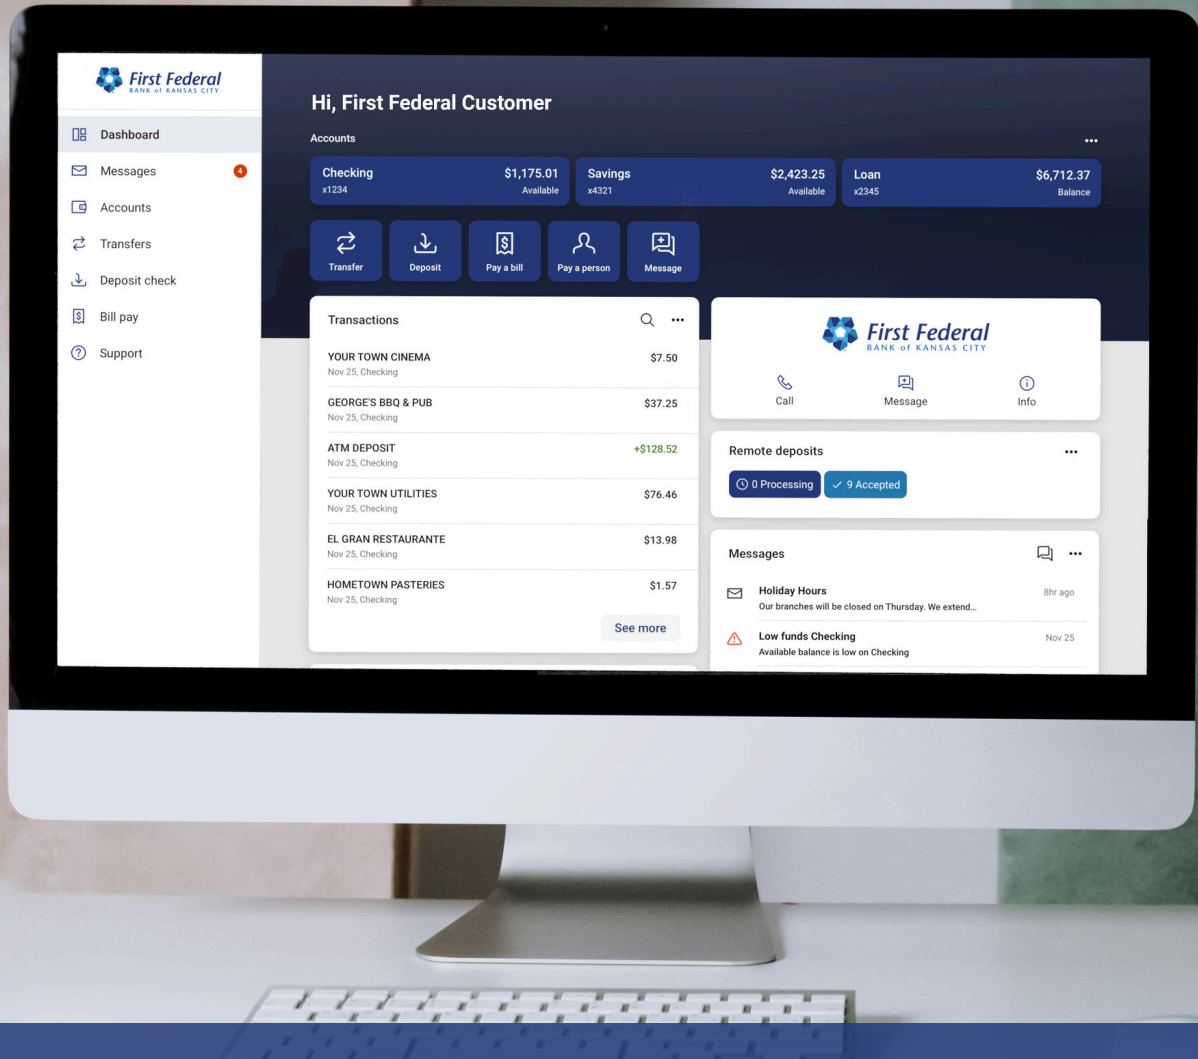 First Federal
BANK of KANSAS CITY
Dashboard
Messages 4
Accounts
Transfers
Deposit check
Bill pay
Support
Hi, First Federal Customer
Accounts
Checking $1,175.01
x1234 Available
Savings $2,423.25
x4321 Available
Loan $6,712.37
x2345 Balance
Transfer
Deposit
Pay a bill
Pay a person
Message
Transactions
YOUR TOWN CINEMA $7.50
Nov 25, Checking
GEORGE'S BBQ & PUB $37.25
Nov 25, Checking
ATM DEPOSIT +$128.52
Nov 25, Checking
YOUR TOWN UTILITIES $76.46
Nov 25, Checking
EL GRAN RESTAURANTE $13.98
Nov 25, Checking
HOMETOWN PASTERIES $1.57
Nov 25, Checking
See more
First Federal
BANK of KANSAS CITY
Call
Message
Info
Remote deposits
0 Processing
9 Accepted
Messages
Holiday Hours 8hr ago
Our branches will be closed on Thursday. We extend...
Low funds Checking Nov 25
Available balance is low on Checking